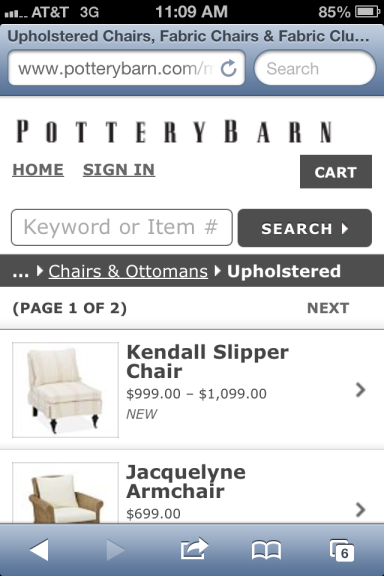 AT&T 3G 11:09 AM 85%
Upholstered Chairs, Fabric Chairs & Fabric Clu...
www.potterybarn.com/ Search
POTTERY BARN
HOME SIGN IN CART
Keyword or Item # SEARCH
... Chairs & Ottomans Upholstered
(PAGE 1 OF 2) NEXT
Kendall Slipper
Chair
$999.00 – $1,099.00
NEW
Jacquelyne
Armchair
$699.00
6